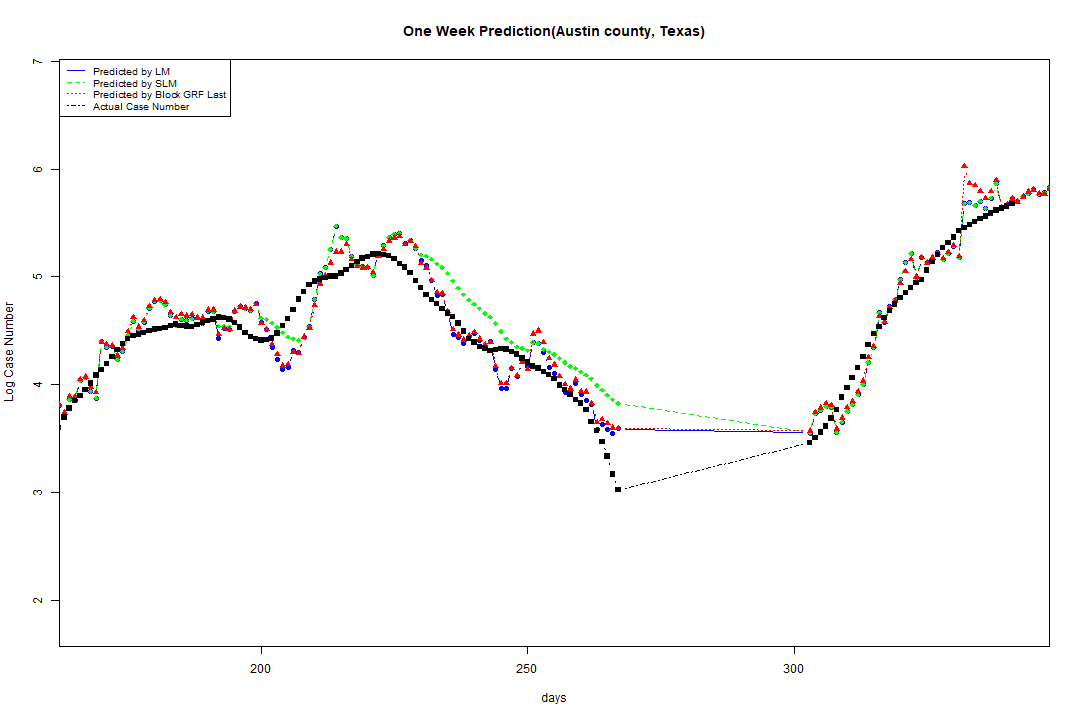 One Week Prediction(Austin county, Texas)
Predicted by LM
Predicted by SLM
Predicted by Block GRF Last
Actual Case Number
7
6
5
4
3
2
Log Case Number
200
250
300
days